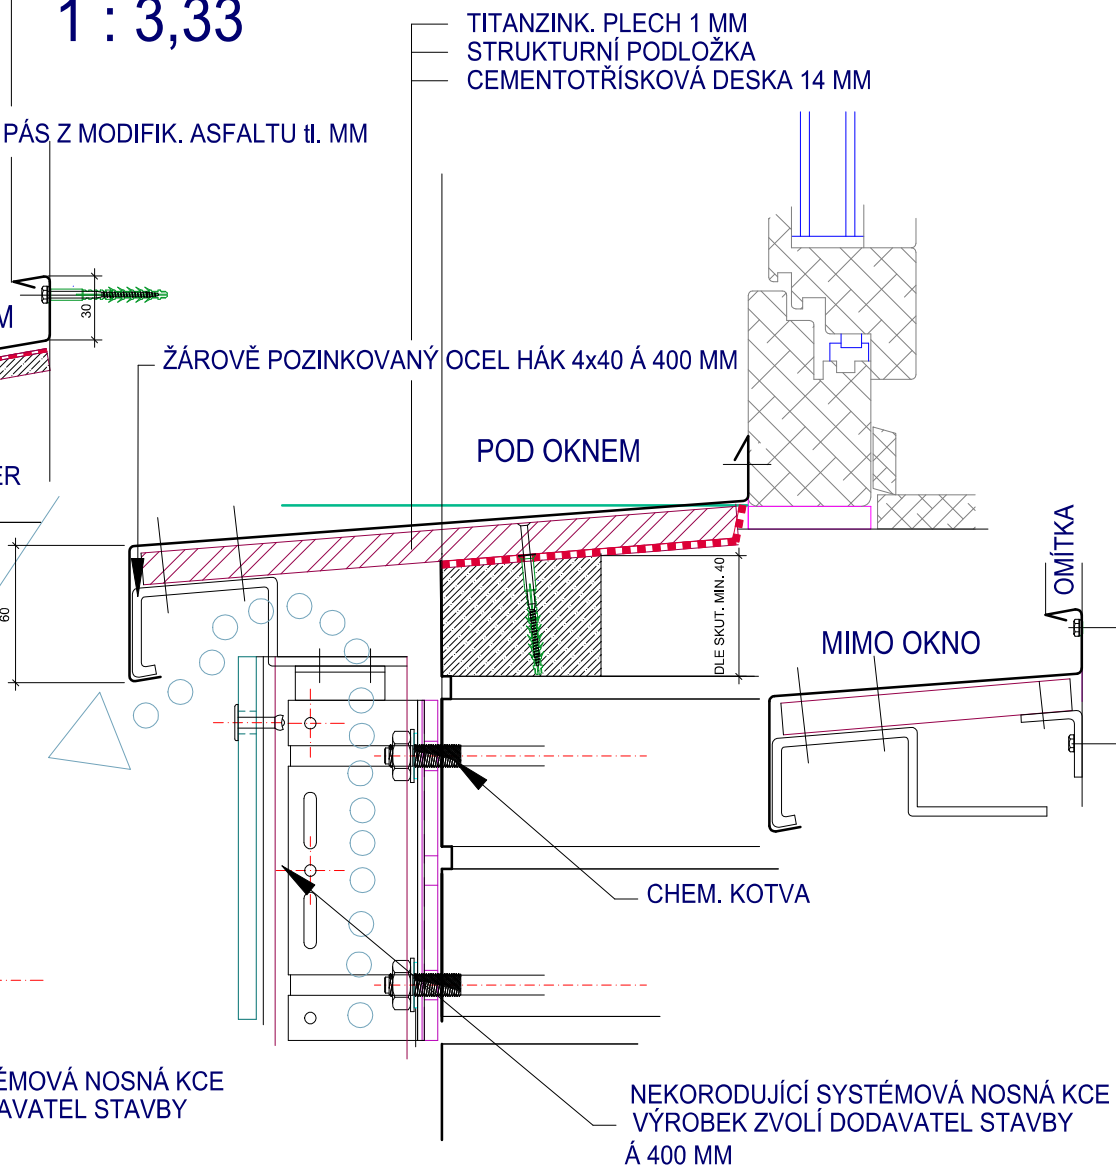 1 : 3,33
TITANZINK. PLECH 1 MM
STRUKTURNÍ PODLOŽKA
CEMENTOTŘÍSKOVÁ DESKA 14 MM
PÁS Z MODIFIK. ASFALTU tl. MM
M
30
ŽÁROVĚ POZINKOVANÝ OCEL HÁK 4x40 Á 400 MM
POD OKNEM
ER
OMÍTKA
60
DLE SKUT. MIN. 40
MIMO OKNO
CHEM. KOTVA
ÉMOVÁ NOSNÁ KCE
AVATEL STAVBY
NEKORODUJÍCÍ SYSTÉMOVÁ NOSNÁ KCE
VÝROBEK ZVOLÍ DODAVATEL STAVBY
Á 400 MM